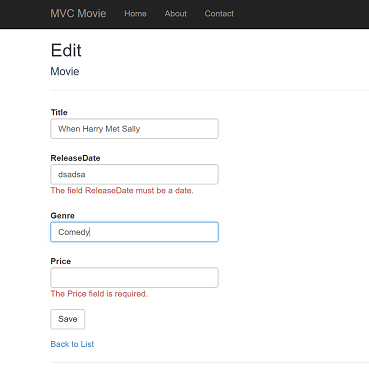 MVC Movie Home About Contact
Edit
Movie
Title
When Harry Met Sally
ReleaseDate
dsadsa
The field ReleaseDate must be a date.
Genre
Comedy
Price
The Price field is required.
Save
Back to List